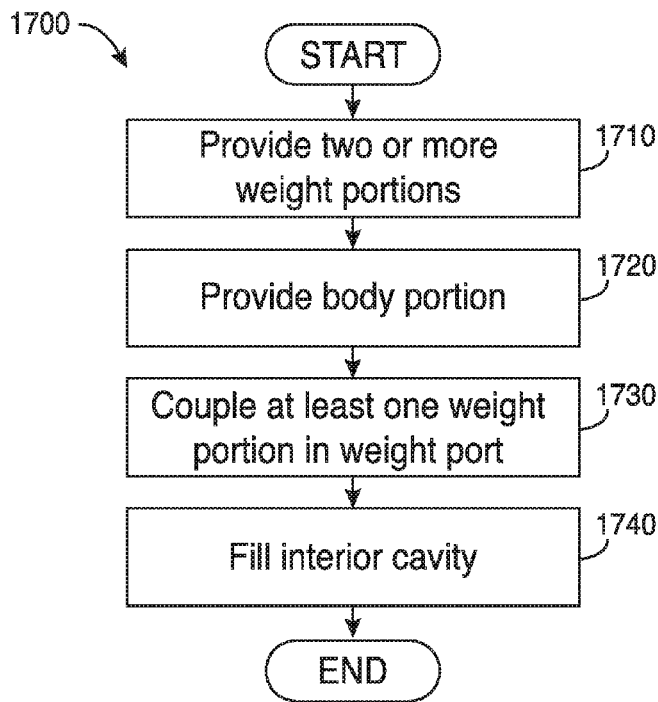 1700
START
Provide two or more
weight portions
1710
Provide body portion
1720
Couple at least one weight
portion in weight port
1730
Fill interior cavity
1740
END